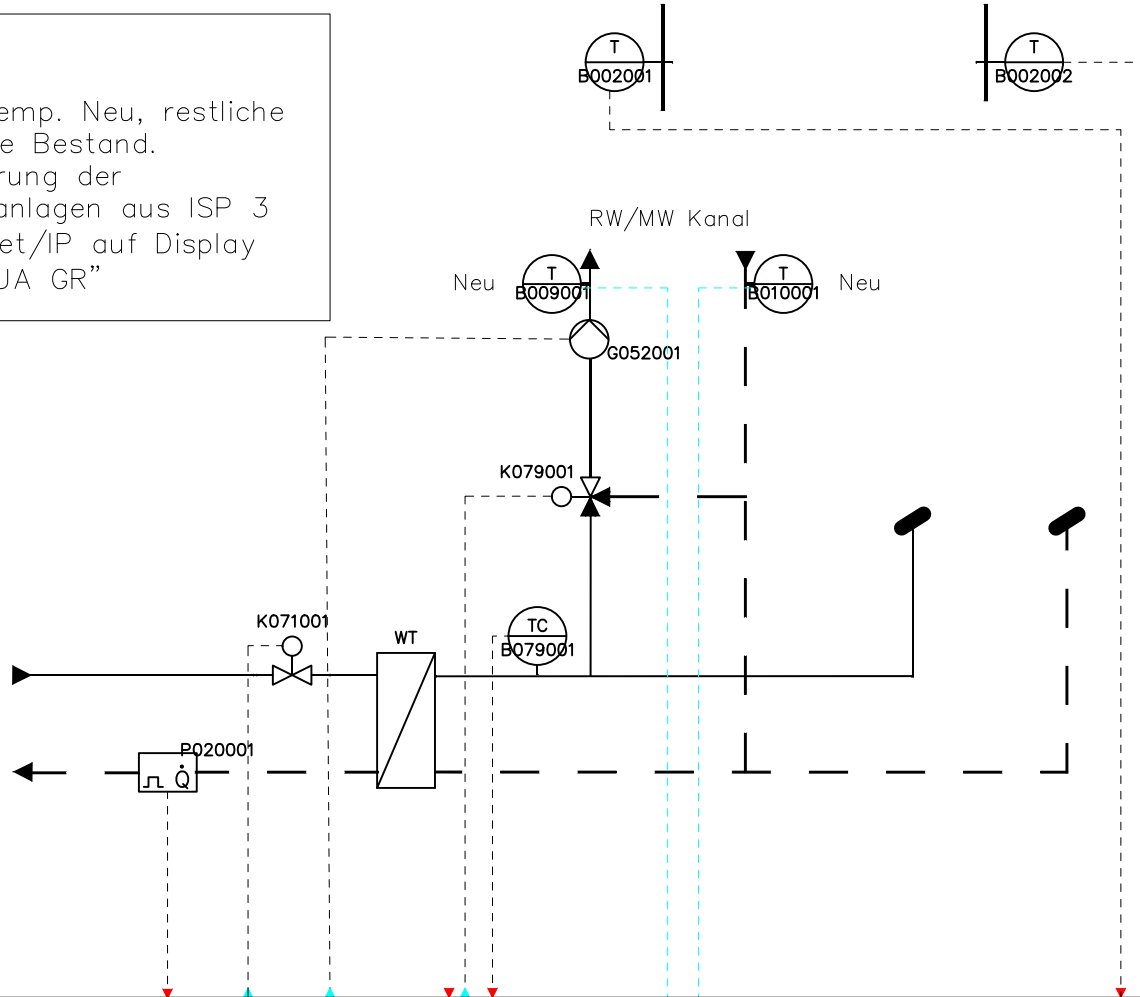 T
B002001
T
B002002
emp. Neu, restliche
e Bestand.
rung der
anlagen aus ISP 3
et/IP auf Display
JA GR”
RW/MW Kanal
Neu
T
B009001
T
B010001
Neu
G052001
K079001
K071001
WT
TC
B079001
P020001
Q̇